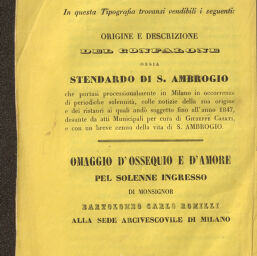 In questa Tipografia trovansi vendibili i seguenti:
ORIGINE E DESCRIZIONE
DEL GONFALONE
OSSIA
STENDARDO DI S. AMBROGIO
che portasi processionalmente in Milano in occorrenza
di periodiche solennità, colle notizie della sua origine
e dei ristauri ai quali andò soggetto fino all'anno 1847,
desunte da atti Municipali per cura di GIUSEPPE CASATI,
e con un breve cenno della vita di S. AMBROGIO.
OMAGGIO D'OSSEQUIO E D'AMORE
PEL SOLENNE INGRESSO
DI MONSIGNOR
BARTOLOMEO CARLO ROMILLI
ALLA SEDE ARCIVESCOVILE DI MILANO